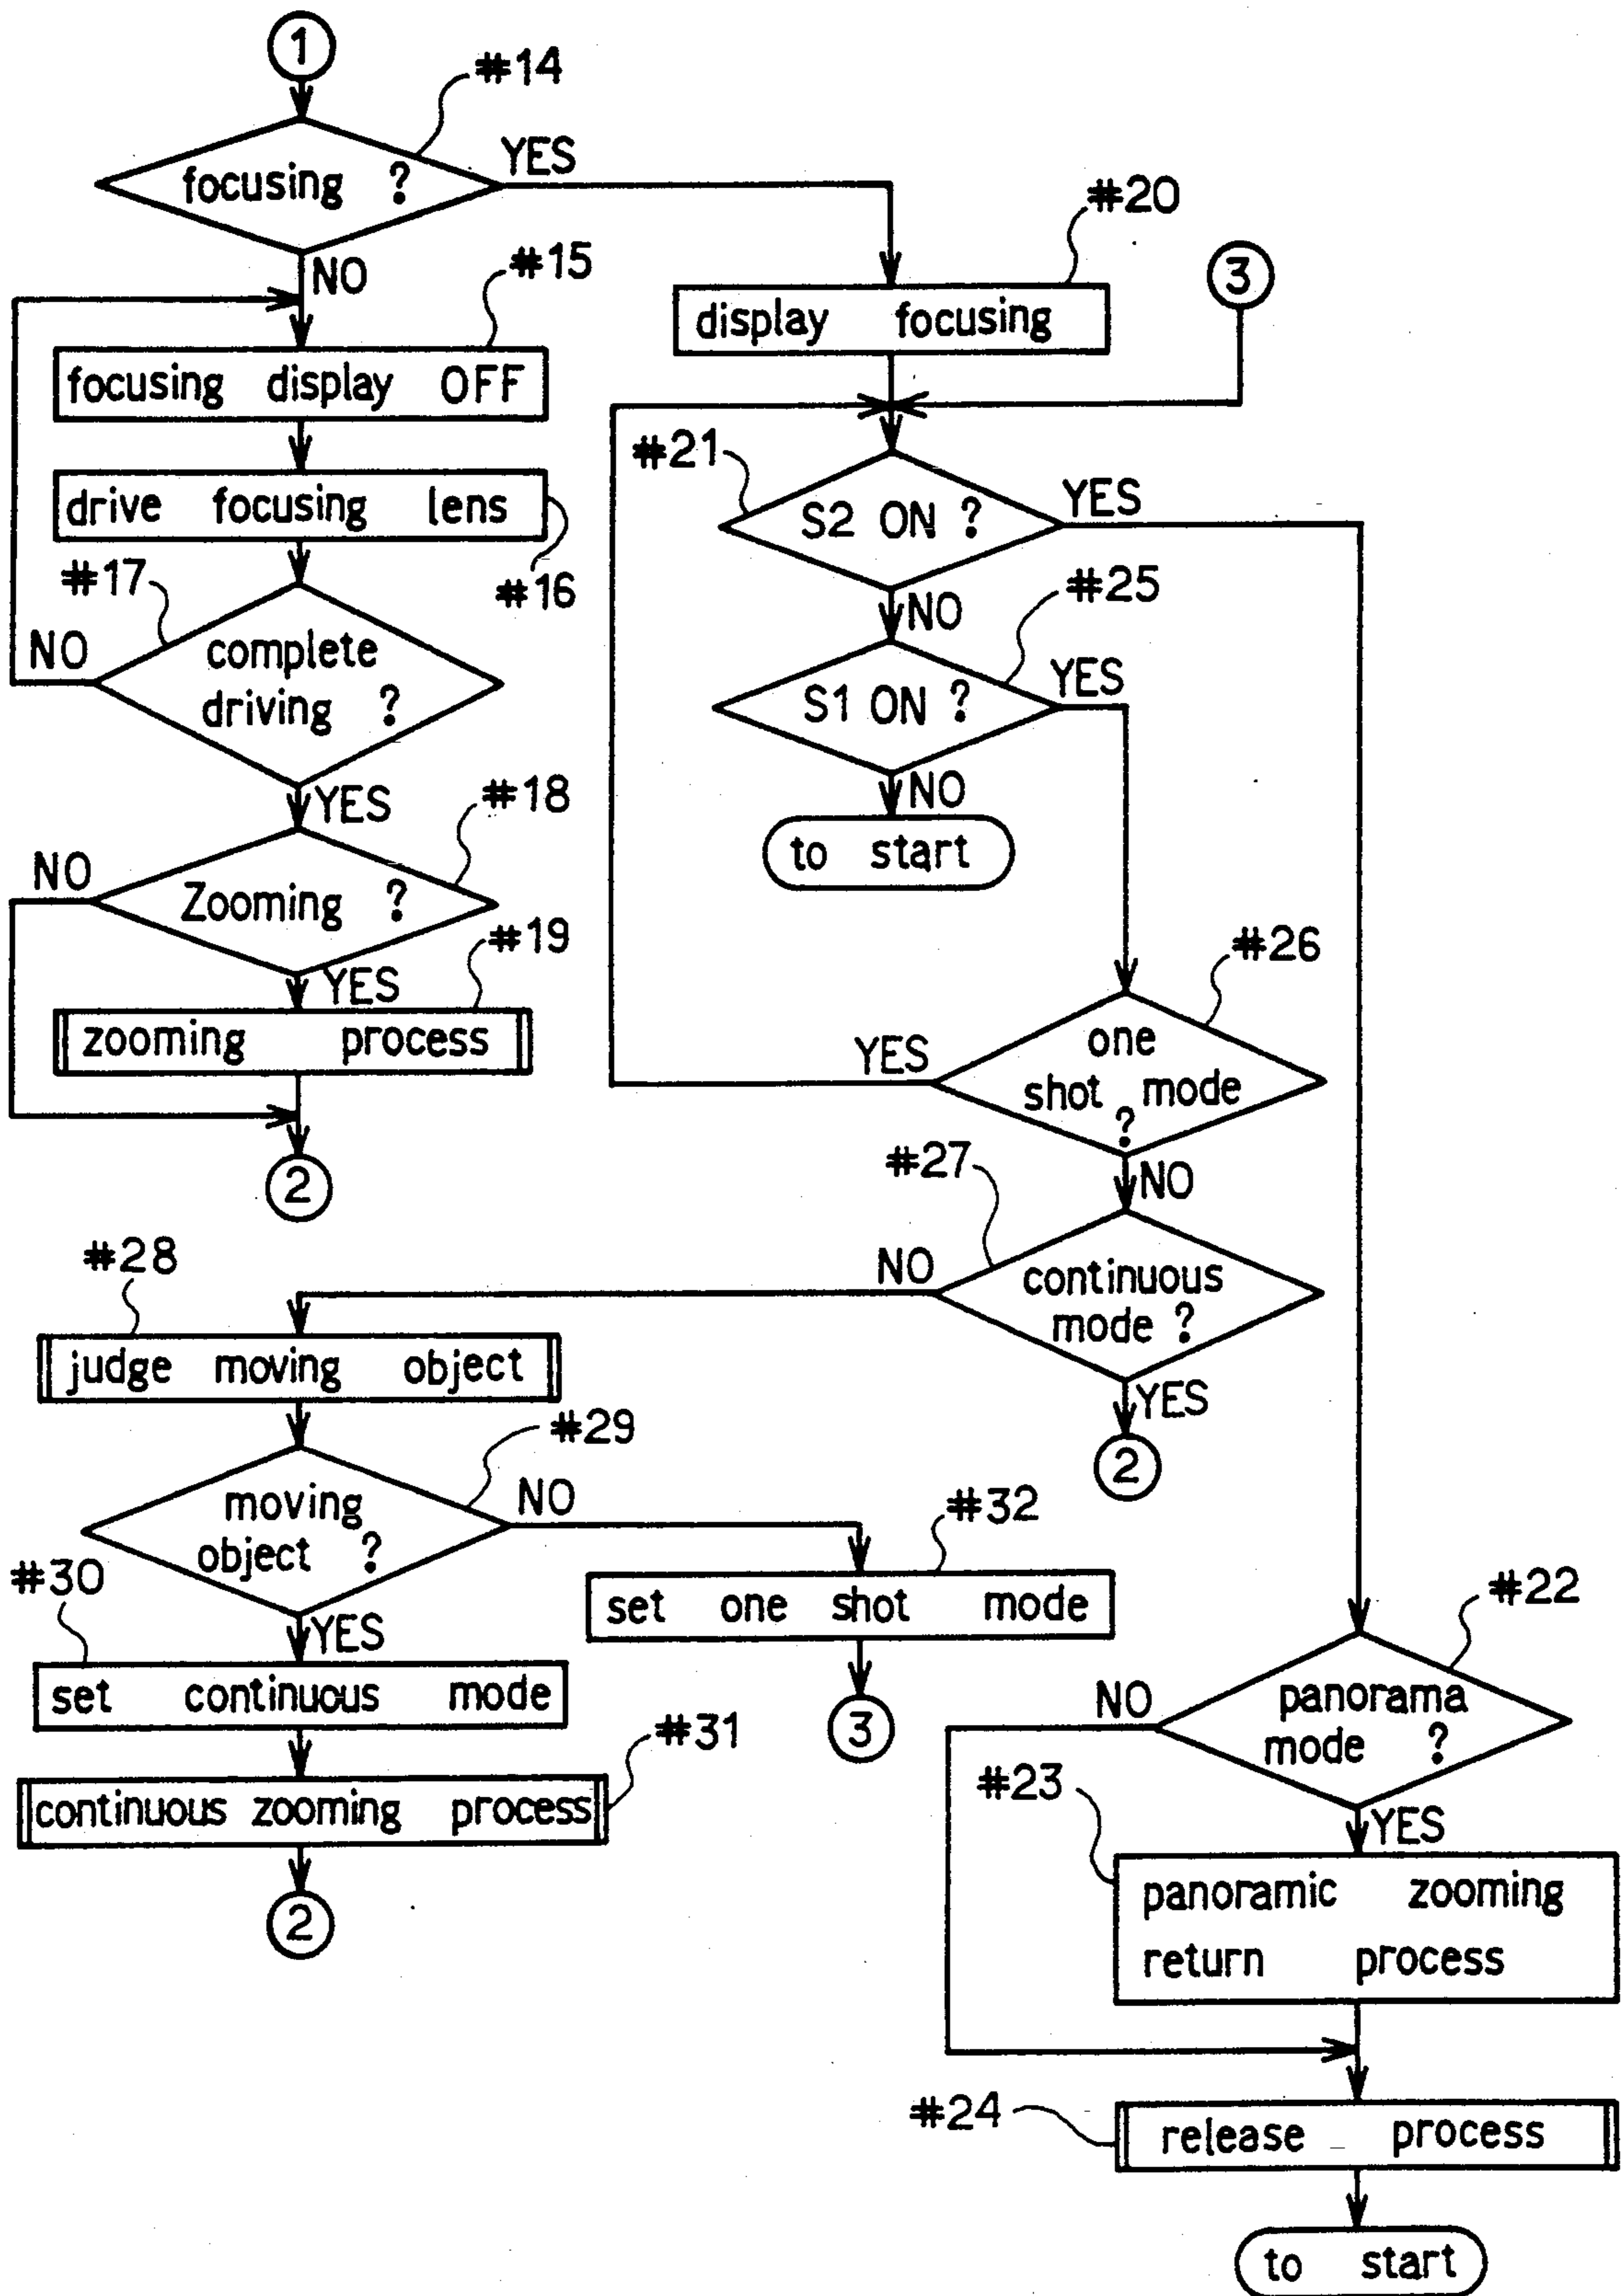 1
#14
focusing ?
YES
NO
#15
focusing display OFF
drive focusing lens
#16
#17
complete
driving ?
NO
YES
#18
Zooming ?
NO
YES
#19
zooming process
2
#20
display focusing
3
#21
S2 ON ?
YES
NO
#25
S1 ON ?
YES
NO
to start
#26
one
shot mode
?
YES
NO
#27
continuous
mode ?
NO
YES
2
#28
judge moving object
#29
moving
object ?
NO
YES
#30
set continuous mode
#31
continuous zooming process
2
#32
set one shot mode
3
#22
panorama
mode ?
NO
YES
#23
panoramic zooming
return process
#24
release process
to start